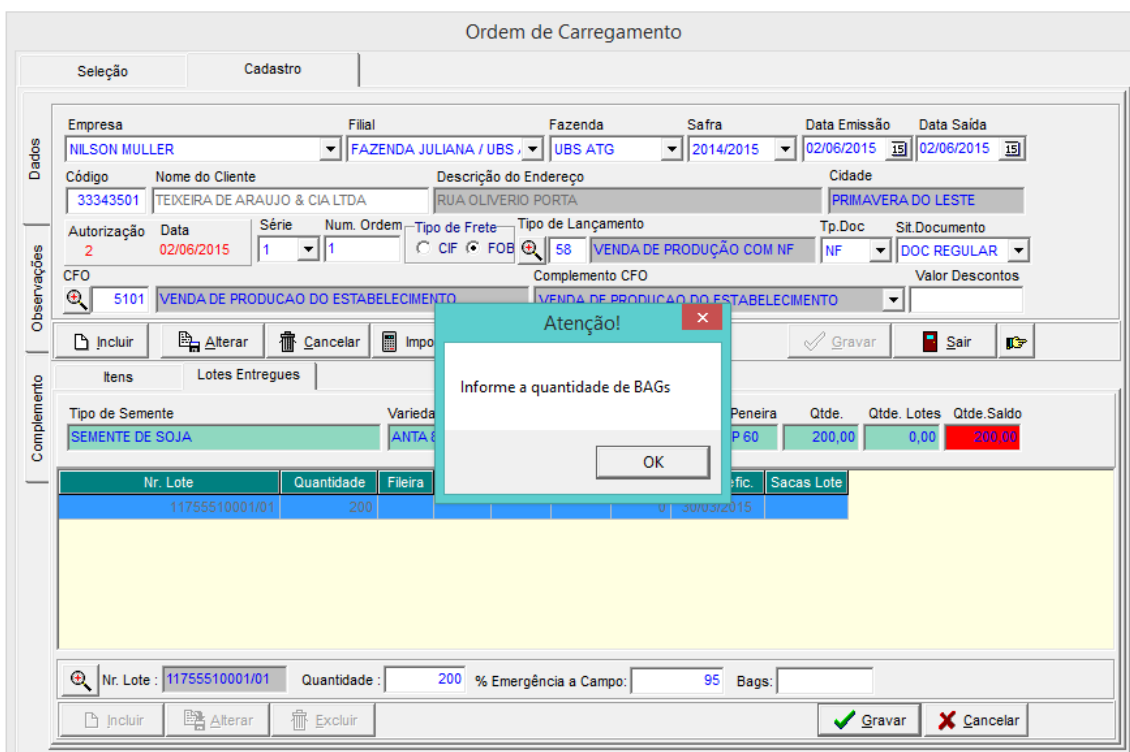 Ordem de Carregamento
Seleção Cadastro
Dados
Observações
Complemento
Empresa Filial Fazenda Safra Data Emissão Data Saída
NILSON MULLER FAZENDA JULIANA / UBS UBS ATG 2014/2015 02/06/2015 15 02/06/2015 15
Código Nome do Cliente Descrição do Endereço Cidade
33343501 TEIXEIRA DE ARAUJO & CIA LTDA RUA OLIVERIO PORTA PRIMAVERA DO LESTE
Autorização Data Série Num. Ordem Tipo de Frete Tipo de Lançamento Tp.Doc Sit.Documento
2 02/06/2015 1 1 CIF FOB 58 VENDA DE PRODUÇÃO COM NF NF DOC REGULAR
CFO Complemento CFO Valor Descontos
5101 VENDA DE PRODUCAO DO ESTABELECIMENTO VENDA DE PRODUCAO DO ESTABELECIMENTO
Incluir Alterar Cancelar Impo Gravar Sair
Atenção!
Informe a quantidade de BAGs
OK
Itens Lotes Entregues
Tipo de Semente Varieda Peneira Qtde. Qtde. Lotes Qtde.Saldo
SEMENTE DE SOJA ANTA P 60 200,00 0,00 200,00
Nr. Lote Quantidade Fileira efic. Sacas Lote
11755510001/01 200 0 30/03/2015
Nr. Lote : 11755510001/01 Quantidade : 200 % Emergência a Campo: 95 Bags:
Incluir Alterar Excluir Gravar Cancelar